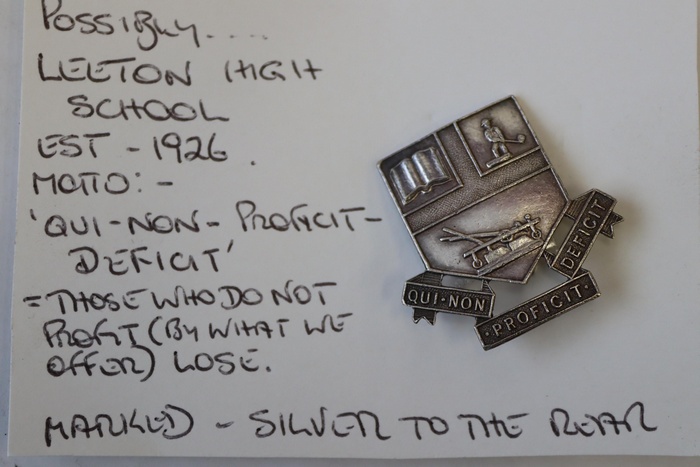 POSSIBLY.....
LEETON HIGH
SCHOOL
EST - 1926.
MOTTO:-
'QUI-NON-PROFICIT-
DEFICIT'
= THOSE WHO DO NOT
PROFIT (BY WHAT WE
OFFER) LOSE.
MARKED - SILVER TO THE REAR
QUI·NON
·PROFICIT·
DEFICIT